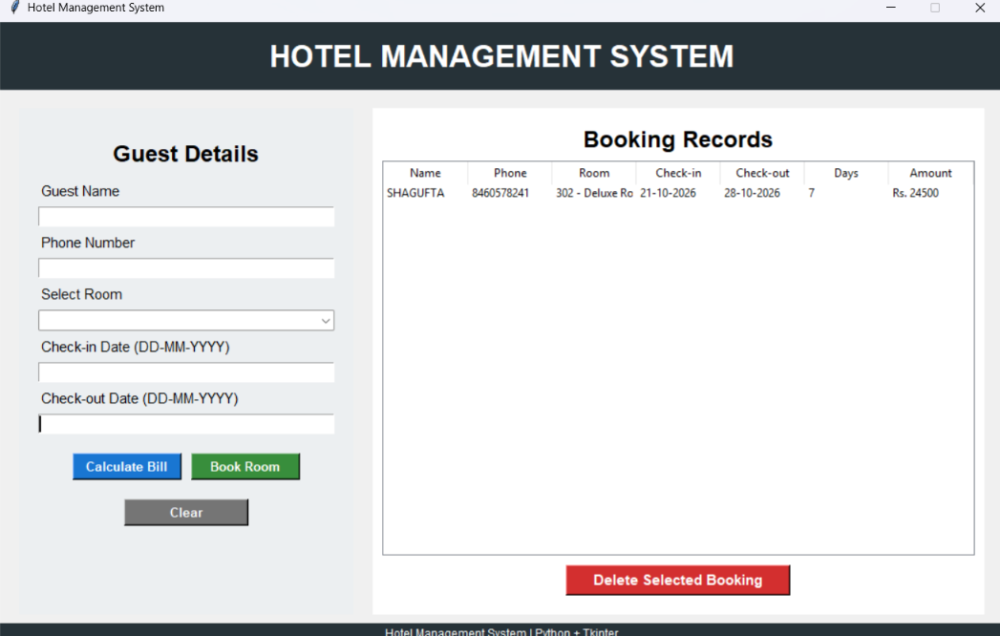 Hotel Management System
HOTEL MANAGEMENT SYSTEM
Guest Details
Guest Name
Phone Number
Select Room
Check-in Date (DD-MM-YYYY)
Check-out Date (DD-MM-YYYY)
Calculate Bill Book Room
Clear
Booking Records
Name Phone Room Check-in Check-out Days Amount
SHAGUFTA 8460578241 302 - Deluxe Ro 21-10-2026 28-10-2026 7 Rs. 24500
Delete Selected Booking
Hotel Management System | Python + Tkinter